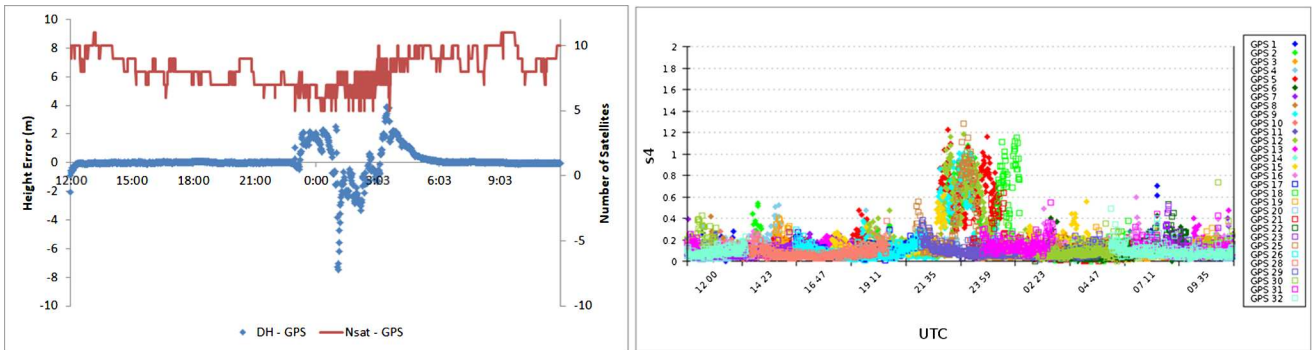 10
8
6
4
2
0
-2
-4
-6
-8
-10
Height Error (m)
12:00 15:00 18:00 21:00 0:00 3:03 6:03 9:03
10
5
0
-5
-10
Number of Satellites
DH - GPS Nsat - GPS
2
1.8
1.6
1.4
1.2
1
0.8
0.6
0.4
0.2
0
s4
12 00 14 23 16 47 19 11 21 35 23 59 02 23 04 47 07 11 09 35
UTC
GPS 1
GPS 2
GPS 3
GPS 4
GPS 5
GPS 6
GPS 7
GPS 8
GPS 9
GPS 10
GPS 11
GPS 12
GPS 13
GPS 14
GPS 15
GPS 16
GPS 17
GPS 18
GPS 19
GPS 20
GPS 21
GPS 22
GPS 23
GPS 25
GPS 26
GPS 28
GPS 29
GPS 30
GPS 31
GPS 32